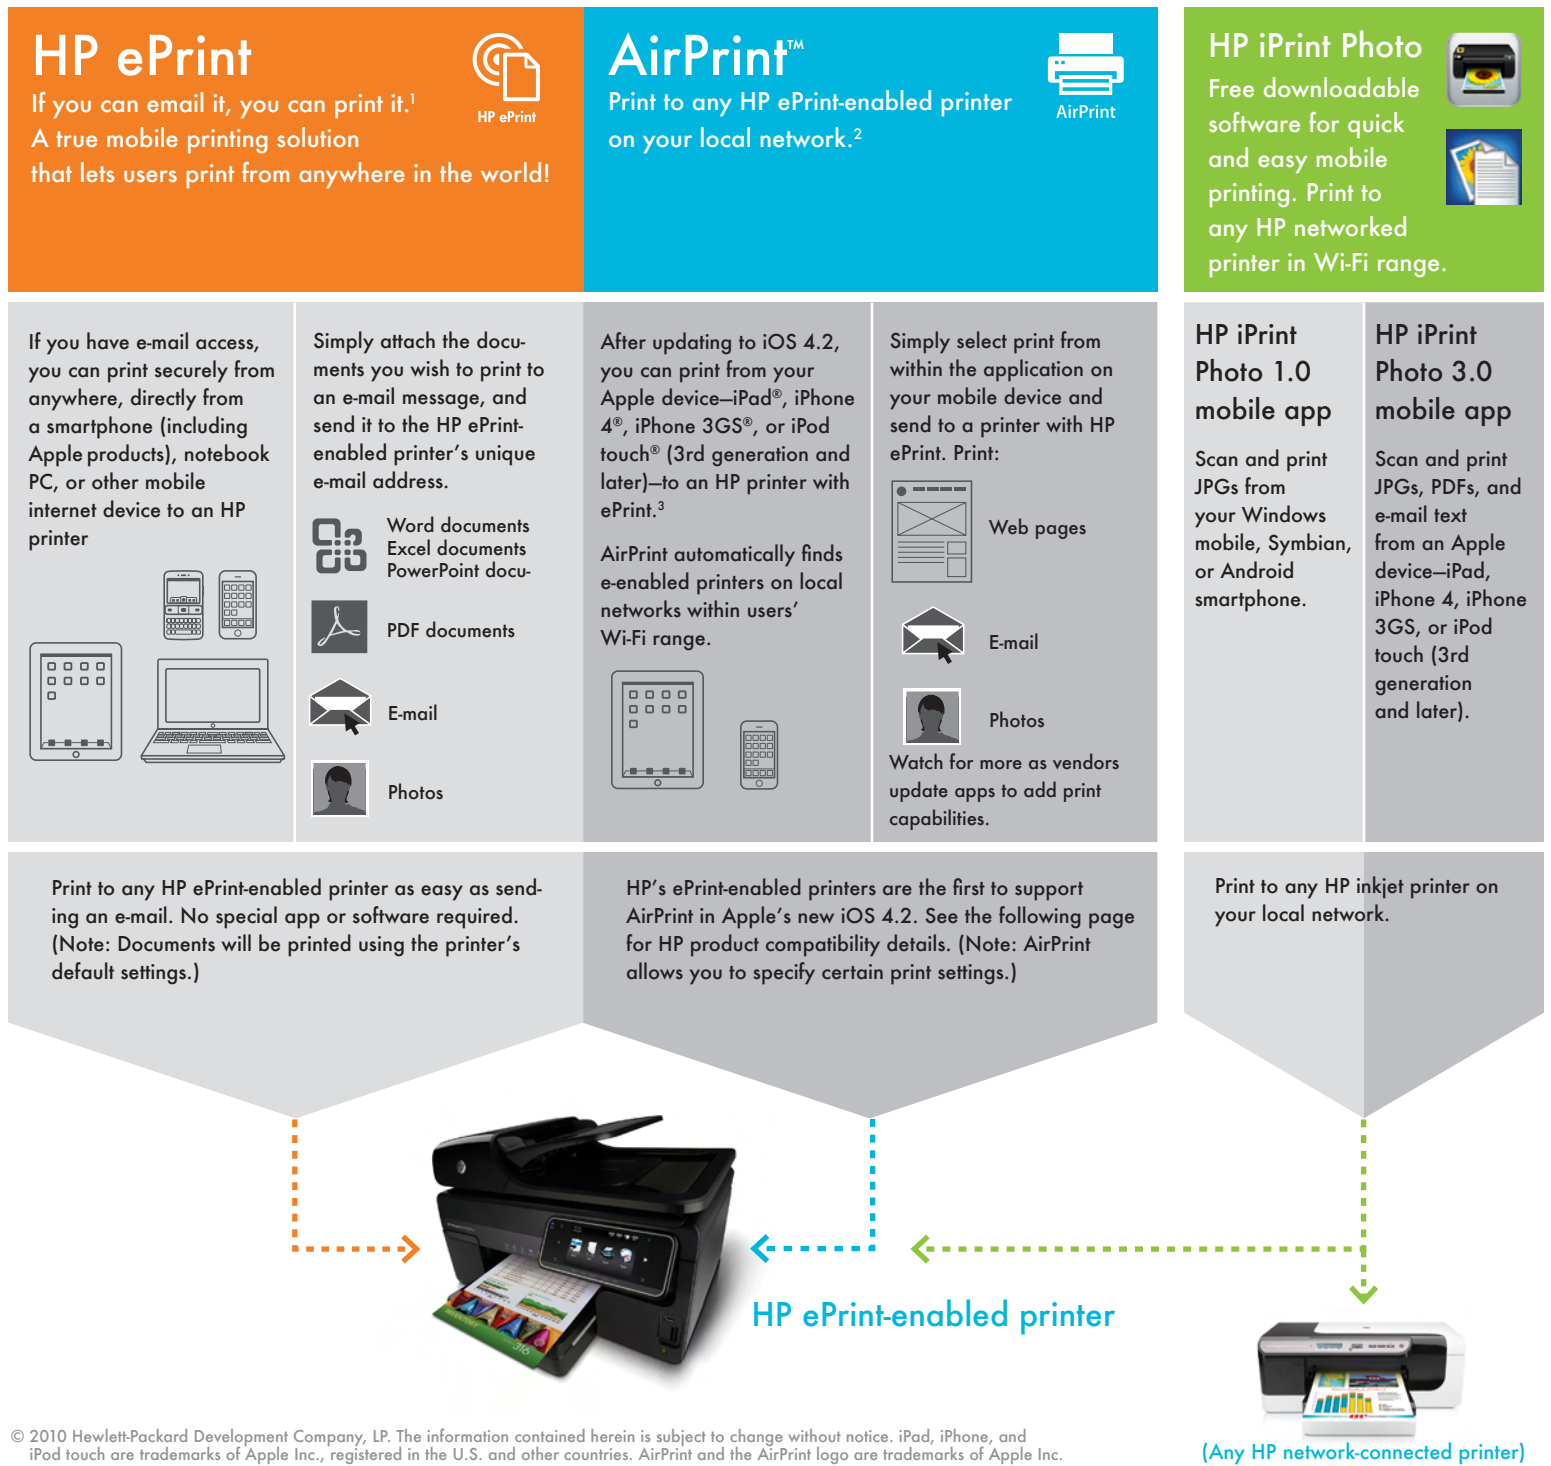 HP ePrint
If you can email it, you can print it.¹
A true mobile printing solution
that lets users print from anywhere in the world!
HP ePrint
AirPrint™
Print to any HP ePrint-enabled printer
on your local network.²
AirPrint
HP iPrint Photo
Free downloadable
software for quick
and easy mobile
printing. Print to
any HP networked
printer in Wi-Fi range.
If you have e-mail access,
you can print securely from
anywhere, directly from
a smartphone (including
Apple products), notebook
PC, or other mobile
internet device to an HP
printer
Simply attach the docu-
ments you wish to print to
an e-mail message, and
send it to the HP ePrint-
enabled printer's unique
e-mail address.
Word documents
Excel documents
PowerPoint docu-
PDF documents
E-mail
Photos
After updating to iOS 4.2,
you can print from your
Apple device—iPad®, iPhone
4®, iPhone 3GS®, or iPod
touch® (3rd generation and
later)—to an HP printer with
ePrint.³
AirPrint automatically finds
e-enabled printers on local
networks within users'
Wi-Fi range.
Simply select print from
within the application on
your mobile device and
send to a printer with HP
ePrint. Print:
Web pages
E-mail
Photos
Watch for more as vendors
update apps to add print
capabilities.
HP iPrint
Photo 1.0
mobile app
Scan and print
JPGs from
your Windows
mobile, Symbian,
or Android
smartphone.
HP iPrint
Photo 3.0
mobile app
Scan and print
JPGs, PDFs, and
e-mail text
from an Apple
device—iPad,
iPhone 4, iPhone
3GS, or iPod
touch (3rd
generation
and later).
Print to any HP ePrint-enabled printer as easy as send-
ing an e-mail. No special app or software required.
(Note: Documents will be printed using the printer's
default settings.)
HP's ePrint-enabled printers are the first to support
AirPrint in Apple's new iOS 4.2. See the following page
for HP product compatibility details. (Note: AirPrint
allows you to specify certain print settings.)
Print to any HP inkjet printer on
your local network.
INVENTORY
316
HP ePrint-enabled printer
(Any HP network-connected printer)
© 2010 Hewlett-Packard Development Company, LP. The information contained herein is subject to change without notice. iPad, iPhone, and
iPod touch are trademarks of Apple Inc., registered in the U.S. and other countries. AirPrint and the AirPrint logo are trademarks of Apple Inc.